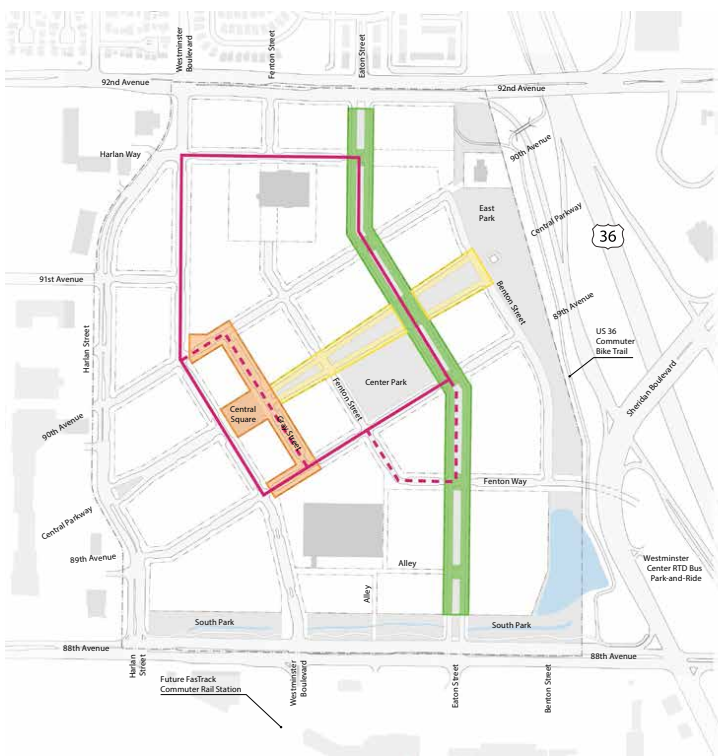 Westminster
Boulevard
Fenton Street
Eaton Street
92nd Avenue
92nd Avenue
Harlan Way
90th Avenue
East
Park
Central Parkway
36
91st Avenue
Benton Street
89th Avenue
Harlan Street
US 36
Commuter
Bike Trail
Sheridan Boulevard
Center Park
Fenton Street
Central
Square
Gray Street
90th Avenue
Fenton Way
Central Parkway
89th Avenue
Alley
Westminster
Center RTD Bus
Park-and-Ride
Alley
South Park
South Park
88th Avenue
88th Avenue
Harlan
Street
Westminster
Boulevard
Eaton Street
Benton Street
Future FasTrack
Commuter Rail Station